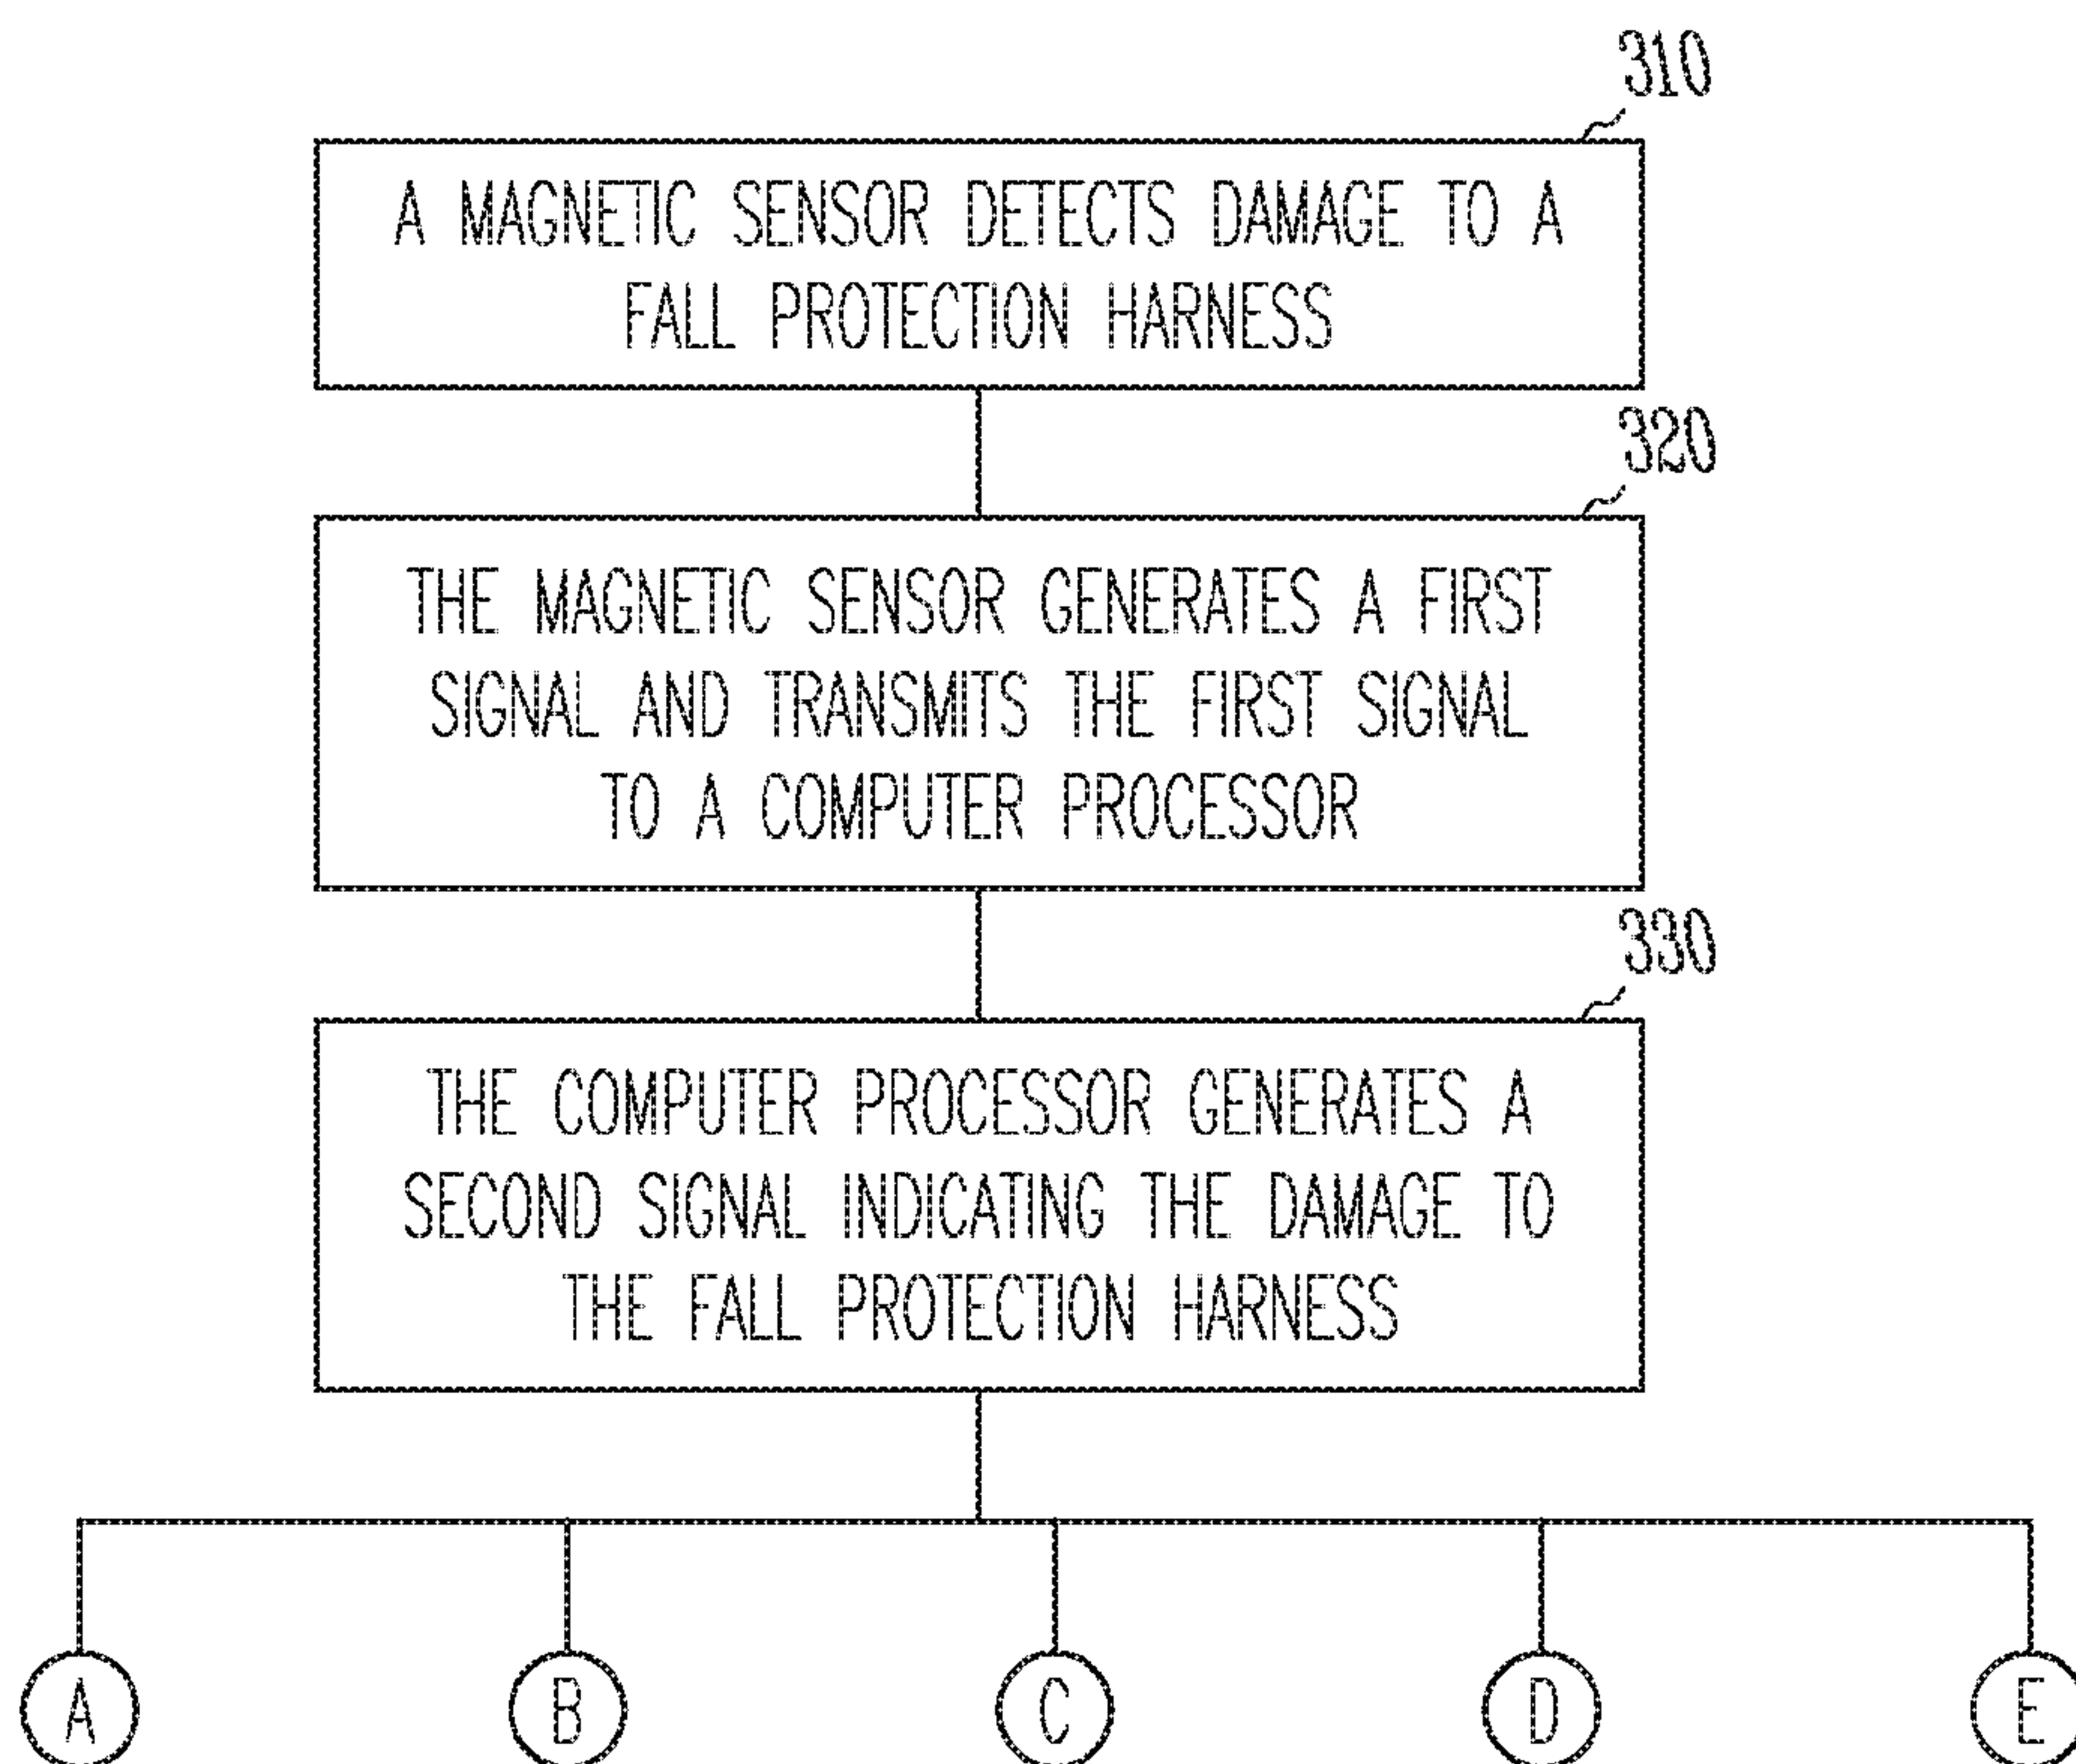 310
A MAGNETIC SENSOR DETECTS DAMAGE TO A
FALL PROTECTION HARNESS
320
THE MAGNETIC SENSOR GENERATES A FIRST
SIGNAL AND TRANSMITS THE FIRST SIGNAL
TO A COMPUTER PROCESSOR
330
THE COMPUTER PROCESSOR GENERATES A
SECOND SIGNAL INDICATING THE DAMAGE TO
THE FALL PROTECTION HARNESS
A B C D E